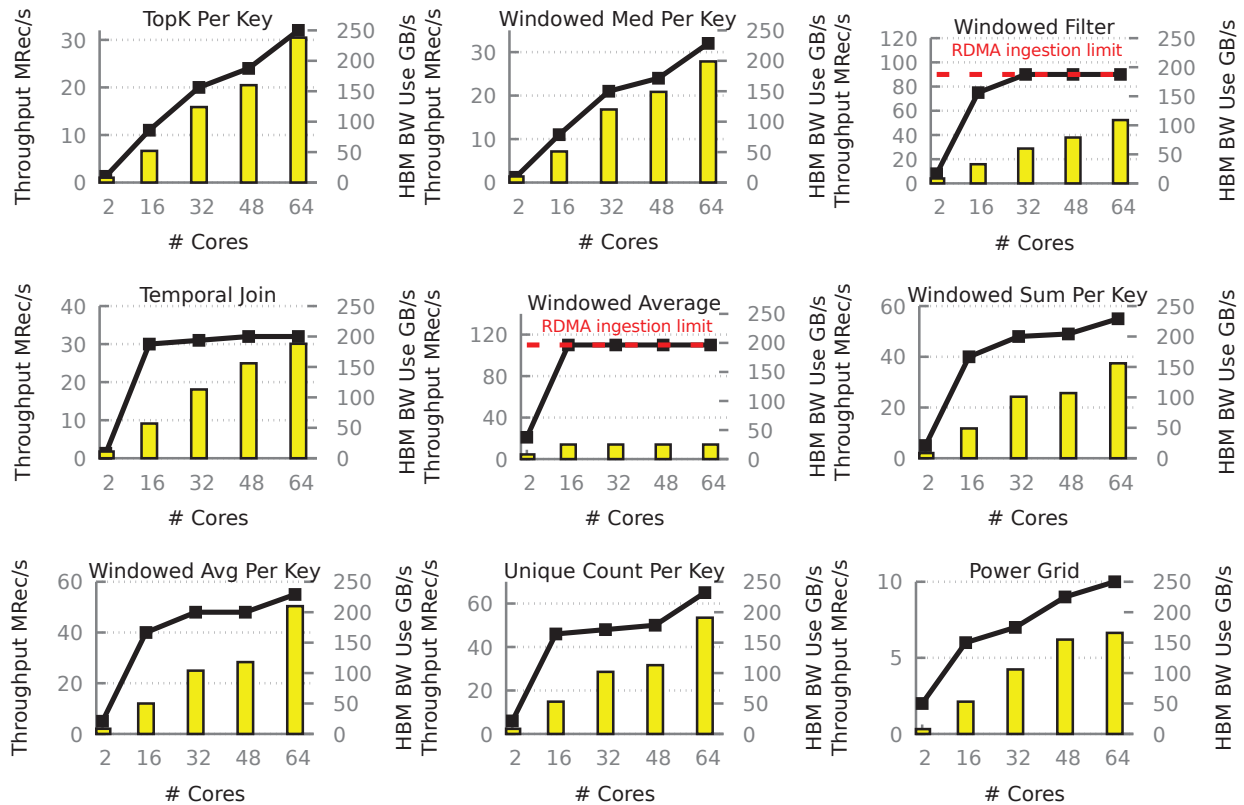 TopK Per Key
Throughput MRec/s
30
20
10
0
250
200
150
100
50
0
HBM BW Use GB/s
2 16 32 48 64
# Cores
Windowed Med Per Key
Throughput MRec/s
30
20
10
0
250
200
150
100
50
0
HBM BW Use GB/s
2 16 32 48 64
# Cores
Windowed Filter
RDMA ingestion limit
Throughput MRec/s
120
100
80
60
40
20
0
250
200
150
100
50
0
HBM BW Use GB/s
2 16 32 48 64
# Cores
Temporal Join
Throughput MRec/s
40
30
20
10
0
250
200
150
100
50
0
HBM BW Use GB/s
2 16 32 48 64
# Cores
Windowed Average
RDMA ingestion limit
Throughput MRec/s
120
80
40
0
250
200
150
100
50
0
HBM BW Use GB/s
2 16 32 48 64
# Cores
Windowed Sum Per Key
Throughput MRec/s
60
40
20
0
250
200
150
100
50
0
HBM BW Use GB/s
2 16 32 48 64
# Cores
Windowed Avg Per Key
Throughput MRec/s
60
40
20
0
250
200
150
100
50
0
HBM BW Use GB/s
2 16 32 48 64
# Cores
Unique Count Per Key
Throughput MRec/s
60
40
20
0
250
200
150
100
50
0
HBM BW Use GB/s
2 16 32 48 64
# Cores
Power Grid
Throughput MRec/s
10
5
0
250
200
150
100
50
0
HBM BW Use GB/s
2 16 32 48 64
# Cores